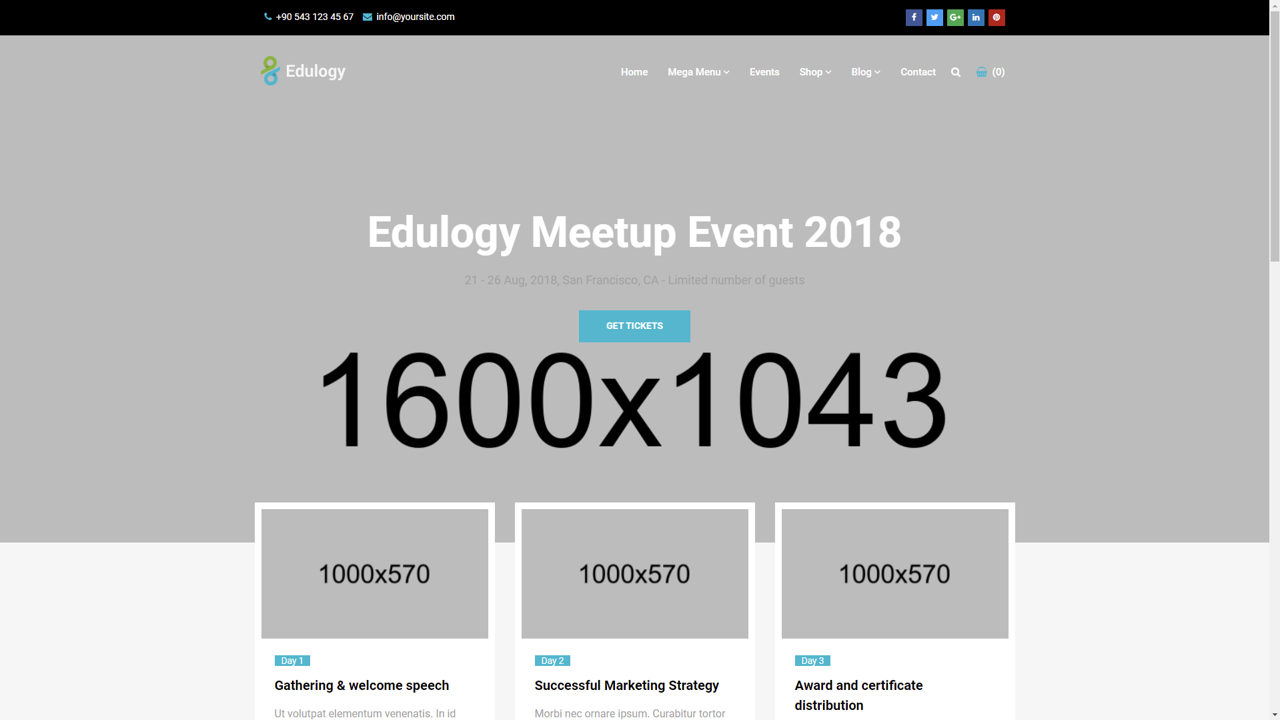 +90 543 123 45 67 info@yoursite.com
Edulogy
Home Mega Menu Events Shop Blog Contact (0)
Edulogy Meetup Event 2018
21 - 26 Aug, 2018, San Francisco, CA - Limited number of guests
GET TICKETS
1600x1043
1000x570 1000x570 1000x570
Day 1
Gathering & welcome speech
Ut volutpat elementum venenatis. In id
Day 2
Successful Marketing Strategy
Morbi nec ornare ipsum. Curabitur tortor
Day 3
Award and certificate
distribution